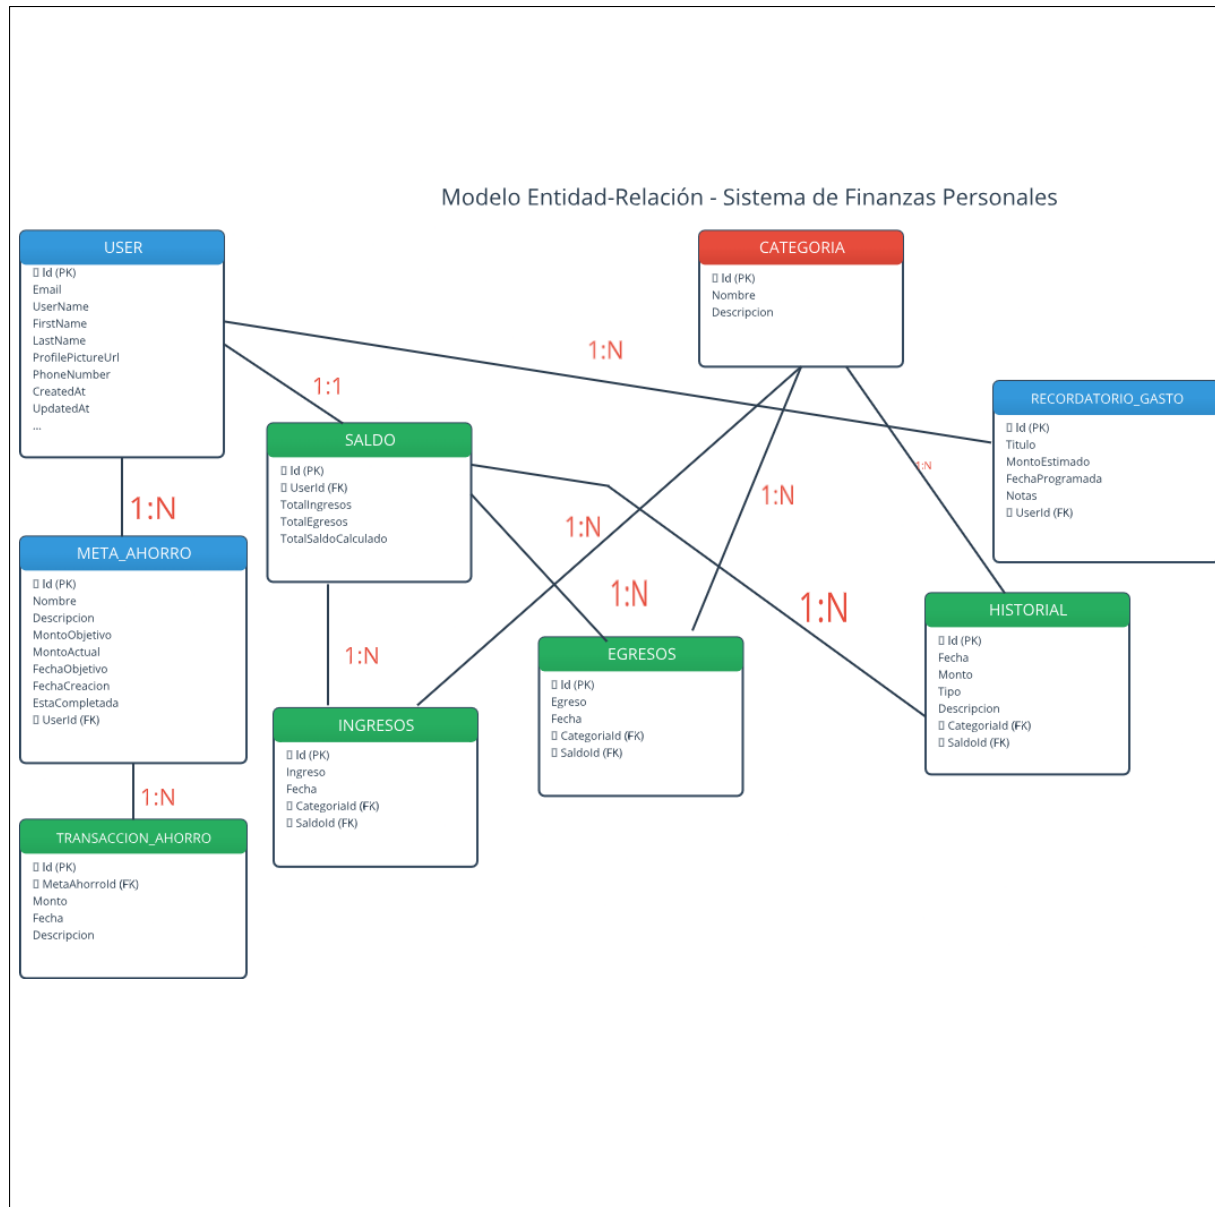 Modelo Entidad-Relación - Sistema de Finanzas Personales
USER
Id (PK)
Email
UserName
FirstName
LastName
ProfilePictureUrl
PhoneNumber
CreatedAt
UpdatedAt
...
CATEGORIA
Id (PK)
Nombre
Descripcion
1:N
1:1
RECORDATORIO_GASTO
Id (PK)
Titulo
MontoEstimado
FechaProgramada
Notas
UserId (FK)
SALDO
Id (PK)
UserId (FK)
TotalIngresos
TotalEgresos
TotalSaldoCalculado
1:N
1:N
1:N
1:N
META_AHORRO
Id (PK)
Nombre
Descripcion
MontoObjetivo
MontoActual
FechaObjetivo
FechaCreacion
EstaCompletada
UserId (FK)
1:N
1:N
1:N
HISTORIAL
Id (PK)
Fecha
Monto
Tipo
Descripcion
CategoriaId (FK)
SaldoId (FK)
EGRESOS
Id (PK)
Egreso
Fecha
CategoriaId (FK)
SaldoId (FK)
INGRESOS
Id (PK)
Ingreso
Fecha
CategoriaId (FK)
SaldoId (FK)
1:N
TRANSACCION_AHORRO
Id (PK)
MetaAhorroId (FK)
Monto
Fecha
Descripcion